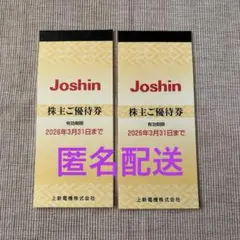 Joshin
株主ご優待券
有効期限
2026年3月31日まで
上新電機株式会社
Joshin
株主ご優待券
有効期限
2026年3月31日まで
上新電機株式会社
匿名配送